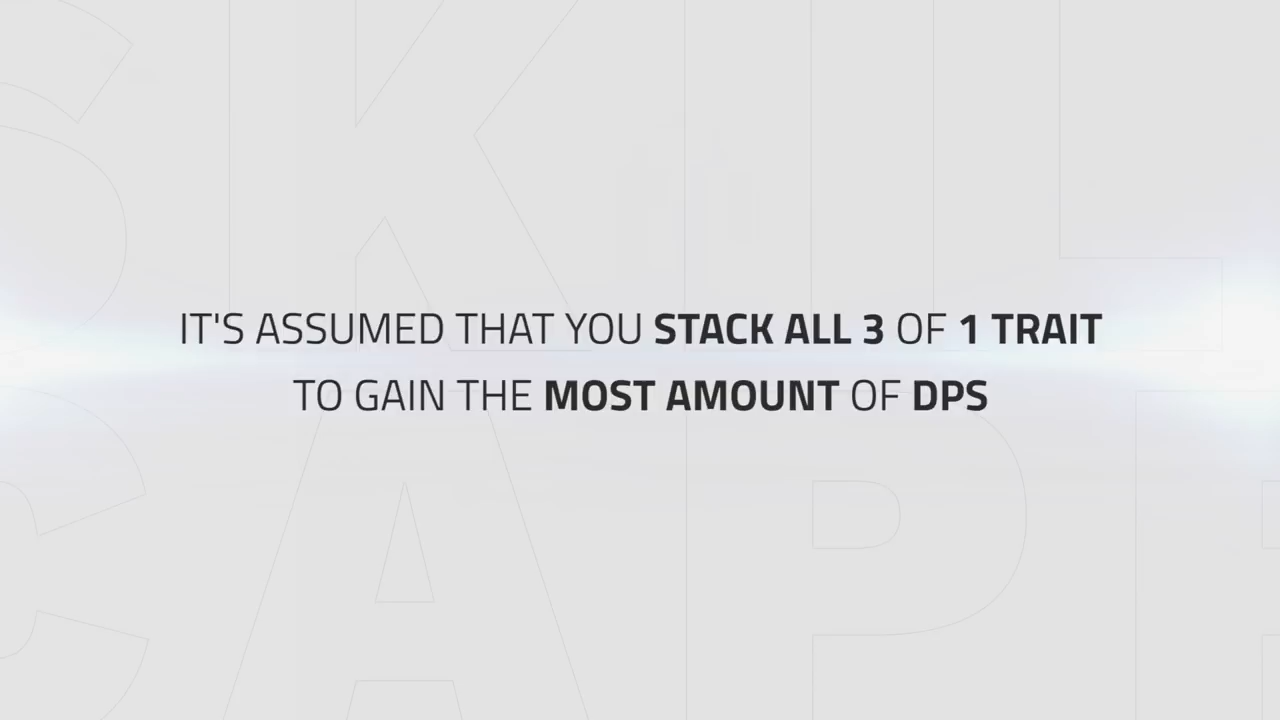 IT'S ASSUMED THAT YOU STACK ALL 3 OF 1 TRAIT
TO GAIN THE MOST AMOUNT OF DPS